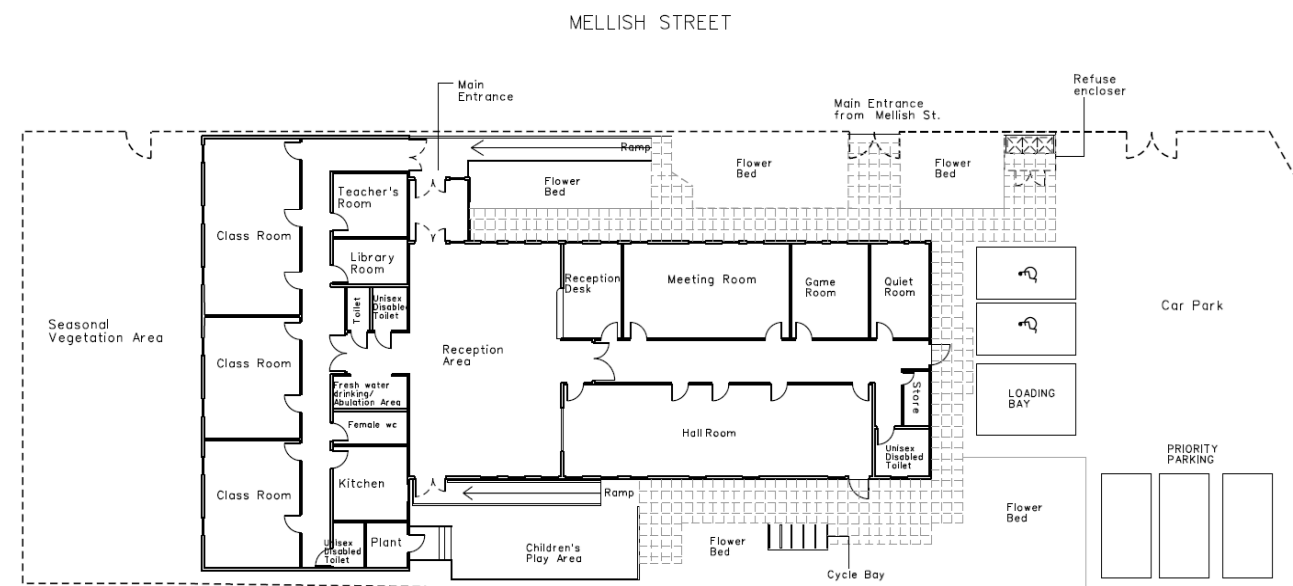 MELLISH STREET
Main
Entrance
Main Entrance
from Mellish St.
Refuse
encloser
Ramp
Flower
Bed
Flower
Bed
Flower
Bed
Teacher's
Room
Class Room
Library
Room
Toilet
Unisex
Disabled
Toilet
Reception
Desk
Meeting Room
Game
Room
Quiet
Room
Car Park
Seasonal
Vegetation Area
Class Room
Reception
Area
Fresh water
drinking/
Abulation Area
Female wc
Store
LOADING
BAY
Hall Room
Unisex
Disabled
Toilet
PRIORITY
PARKING
Class Room
Kitchen
Ramp
Flower
Bed
Unisex
Disabled
Toilet
Plant
Children's
Play Area
Flower
Bed
Cycle Bay